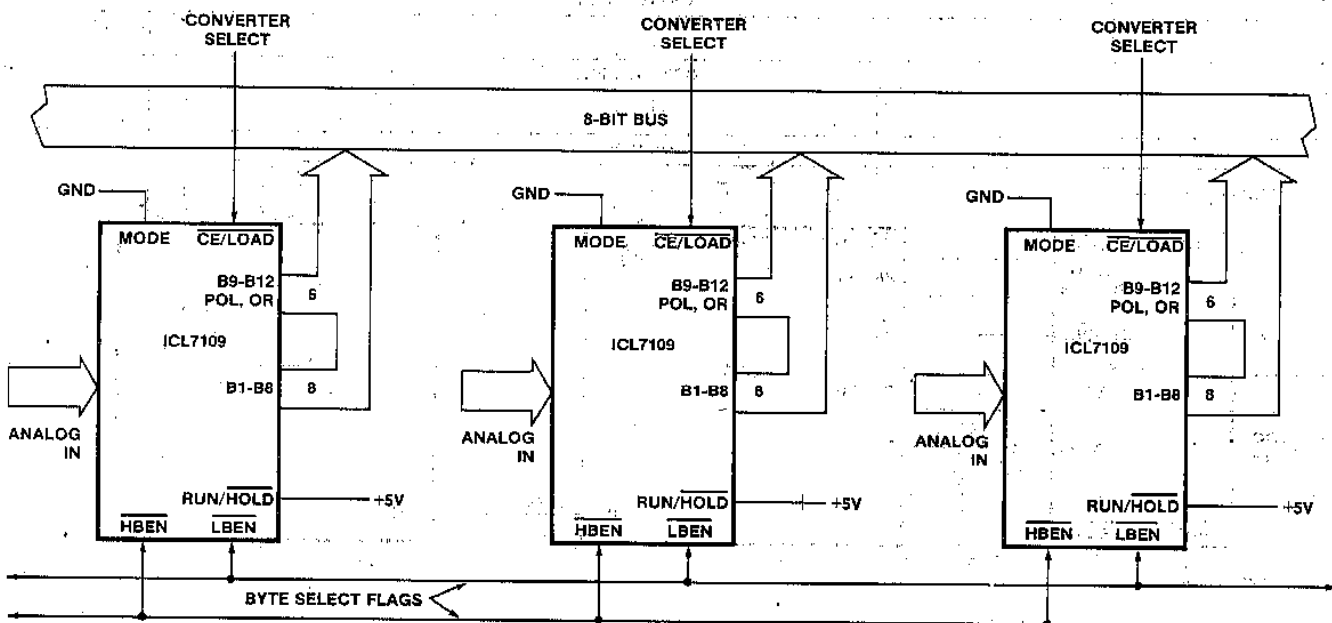 CONVERTER
SELECT
CONVERTER
SELECT
CONVERTER
SELECT
8-BIT BUS
GND
MODE
CE/LOAD
B9-B12
POL, OR
6
ICL7109
B1-B8
8
ANALOG
IN
RUN/HOLD
+5V
HBEN
LBEN
GND
MODE
CE/LOAD
B9-B12
POL, OR
6
ICL7109
B1-B8
8
ANALOG
IN
RUN/HOLD
+5V
HBEN
LBEN
GND
MODE
CE/LOAD
B9-B12
POL, OR
6
ICL7109
B1-B8
8
ANALOG
IN
RUN/HOLD
+5V
HBEN
LBEN
BYTE SELECT FLAGS